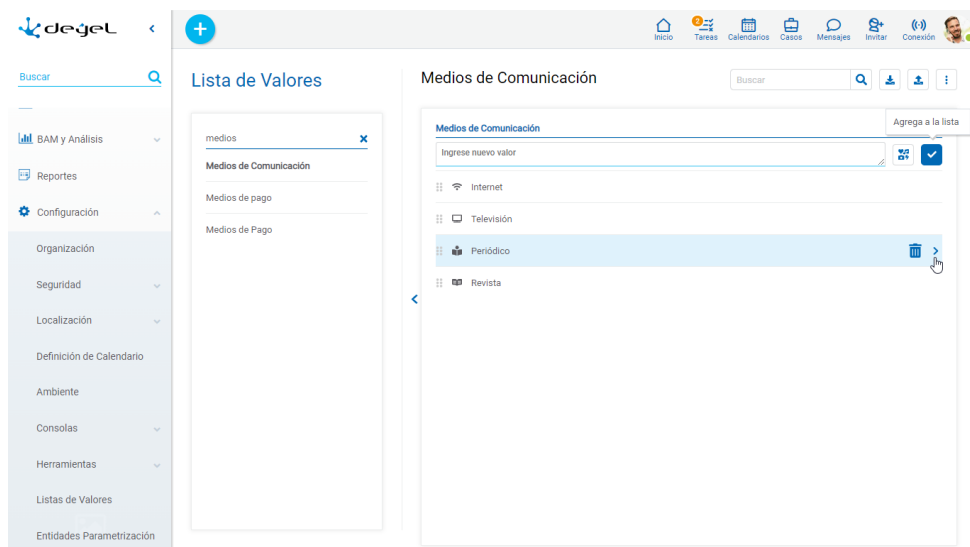 deyel
2
Inicio
Tareas
Calendarios
Casos
Mensajes
Invitar
Conexión
Buscar
BAM y Análisis
Reportes
Configuración
Organización
Seguridad
Localización
Definición de Calendario
Ambiente
Consolas
Herramientas
Listas de Valores
Entidades Parametrización
Lista de Valores
medios
Medios de Comunicación
Medios de pago
Medios de Pago
Medios de Comunicación
Buscar
Agrega a la lista
Medios de Comunicación
Ingrese nuevo valor
Internet
Televisión
Periódico
Revista